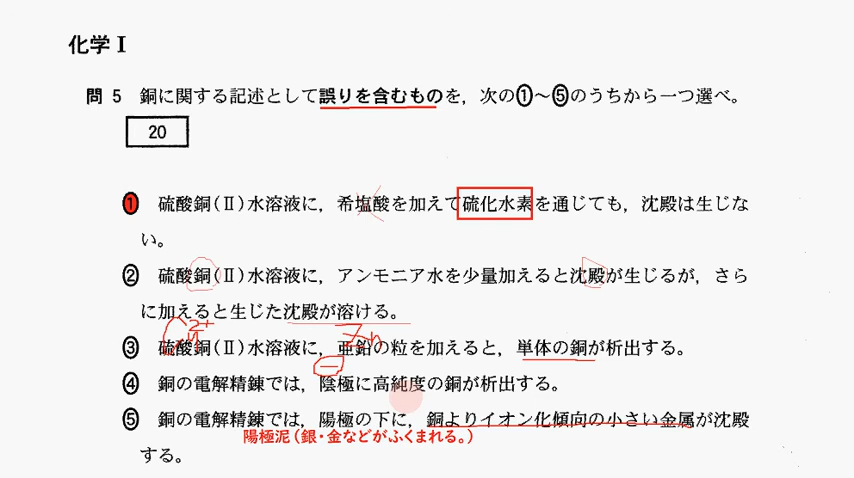 化学Ⅰ
問 5 銅に関する記述として誤りを含むものを，次の①～⑤のうちから一つ選べ。
20
① 硫酸銅(Ⅱ)水溶液に，希塩酸を加えて硫化水素を通じても，沈殿は生じな
い。
② 硫酸銅(Ⅱ)水溶液に，アンモニア水を少量加えると沈殿が生じるが，さら
に加えると生じた沈殿が溶ける。
Zn
③ 硫酸銅(Ⅱ)水溶液に，亜鉛の粒を加えると，単体の銅が析出する。
④ 銅の電解精錬では，陰極に高純度の銅が析出する。
⑤ 銅の電解精錬では，陽極の下に，銅よりイオン化傾向の小さい金属が沈殿
陽極泥（銀・金などがふくまれる。）
する。